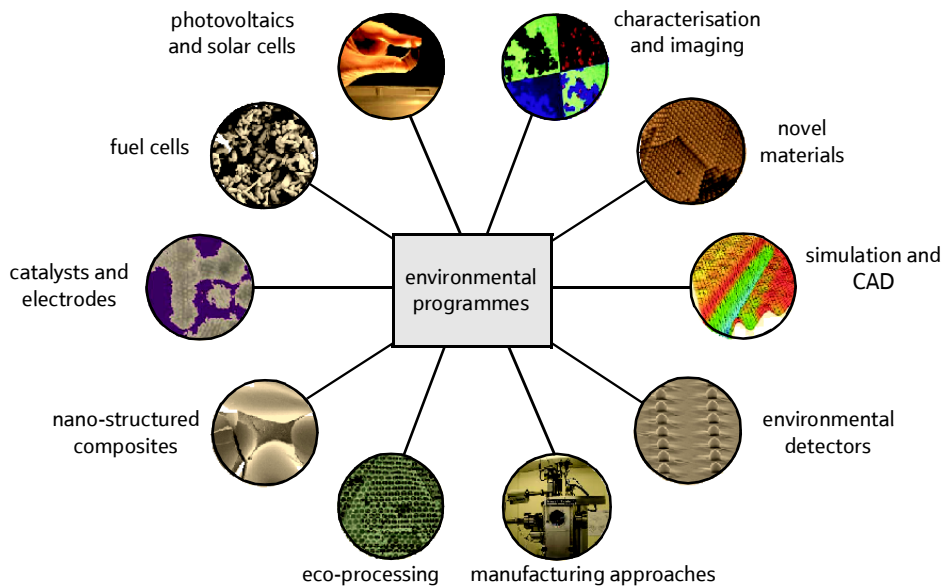 photovoltaics
and solar cells
characterisation
and imaging
fuel cells
novel
materials
catalysts and
electrodes
environmental
programmes
simulation and
CAD
nano-structured
composites
environmental
detectors
eco-processing
manufacturing approaches